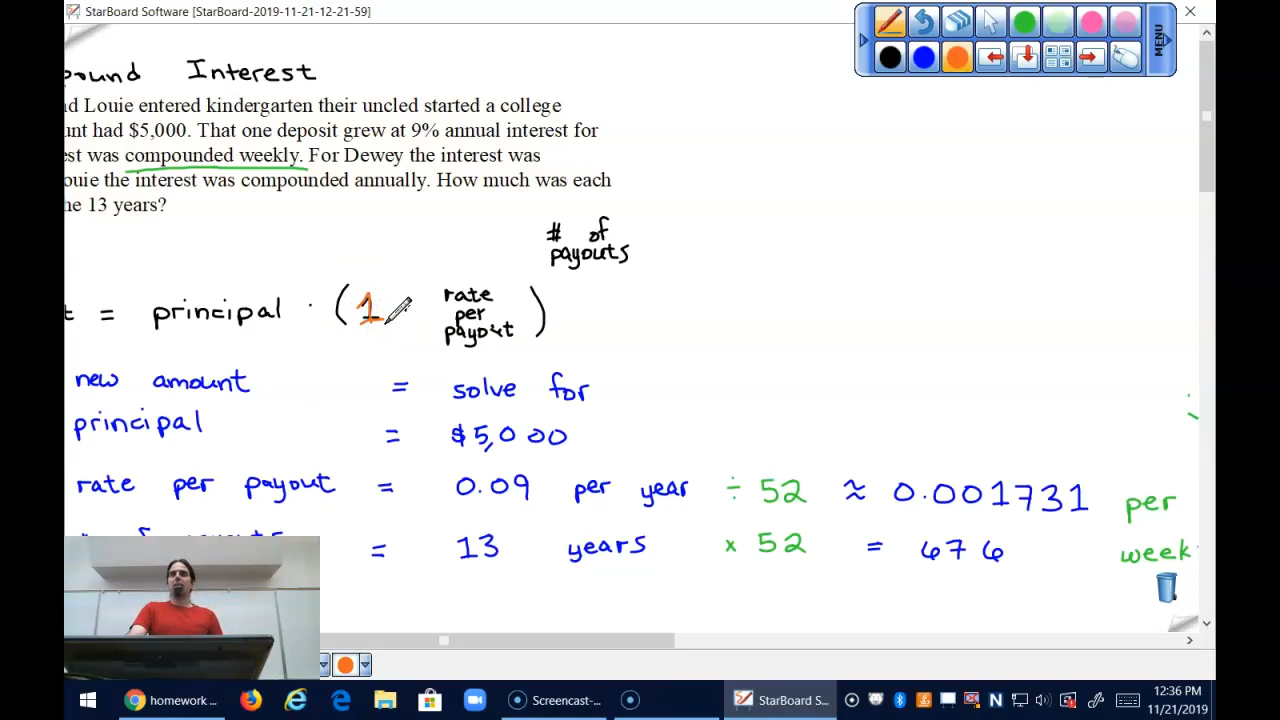 StarBoard Software [StarBoard-2019-11-21-12-21-59]
MENU
pound Interest
nd Louie entered kindergarten their uncled started a college
unt had $5,000. That one deposit grew at 9% annual interest for
est was compounded weekly. For Dewey the interest was
ouie the interest was compounded annually. How much was each
he 13 years?
# of
payouts
t = principal · (1 rate per payout)
new amount = solve for
principal = $5,000
rate per payout = 0.09 per year ÷ 52 ≈ 0.001731 per
= 13 years × 52 = 676 week
homework ...
Screencast-...
StarBoard S...
12:36 PM
11/21/2019